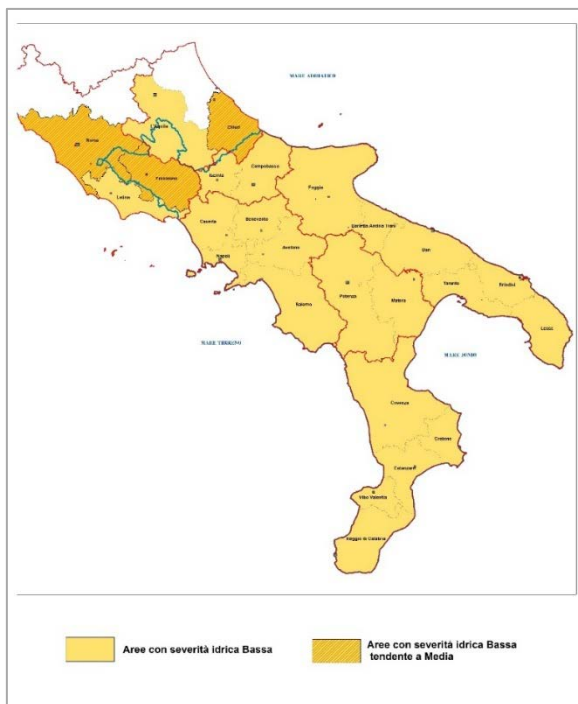 MARE ADRIATICO
Chieti
Roma
L'Aquila
Frosinone
Isernia
Campobasso
Latina
Foggia
Caserta
Benevento
Barletta Andria Trani
Bari
Avellino
Napoli
Taranto
Brindisi
Potenza
Matera
Salerno
Lecce
MARE TIRRENO
MARE JONIO
Cosenza
Crotone
Catanzaro
Vibo Valentia
Reggio di Calabria
Aree con severità idrica Bassa
Aree con severità idrica Bassa
tendente a Media